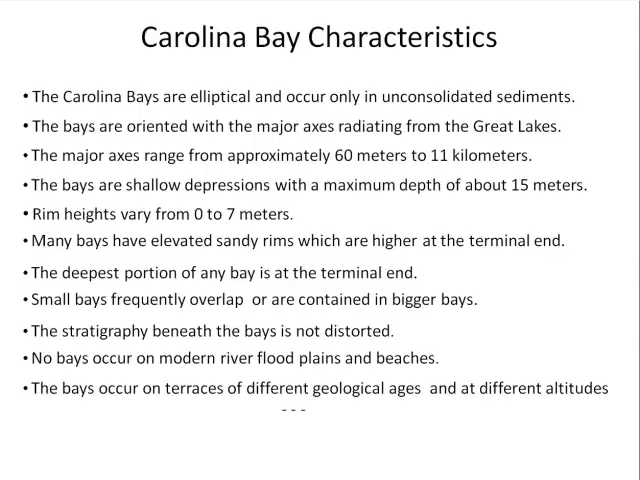 Carolina Bay Characteristics
• The Carolina Bays are elliptical and occur only in unconsolidated sediments.
• The bays are oriented with the major axes radiating from the Great Lakes.
• The major axes range from approximately 60 meters to 11 kilometers.
• The bays are shallow depressions with a maximum depth of about 15 meters.
• Rim heights vary from 0 to 7 meters.
• Many bays have elevated sandy rims which are higher at the terminal end.
• The deepest portion of any bay is at the terminal end.
• Small bays frequently overlap  or are contained in bigger bays.
• The stratigraphy beneath the bays is not distorted.
• No bays occur on modern river flood plains and beaches.
• The bays occur on terraces of different geological ages  and at different altitudes
- - -